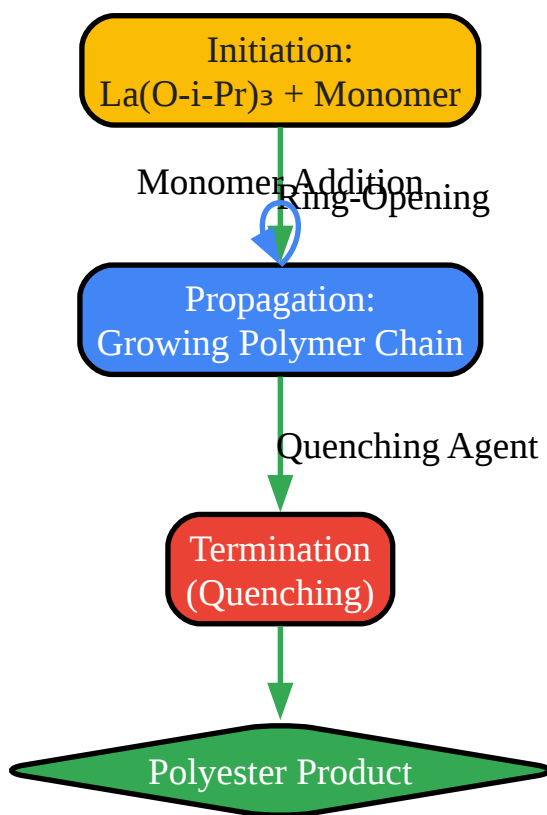 Initiation:
La(O-i-Pr)₃ + Monomer
Monomer Addition
Ring-Opening
Propagation:
Growing Polymer Chain
Quenching Agent
Termination
(Quenching)
Polyester Product